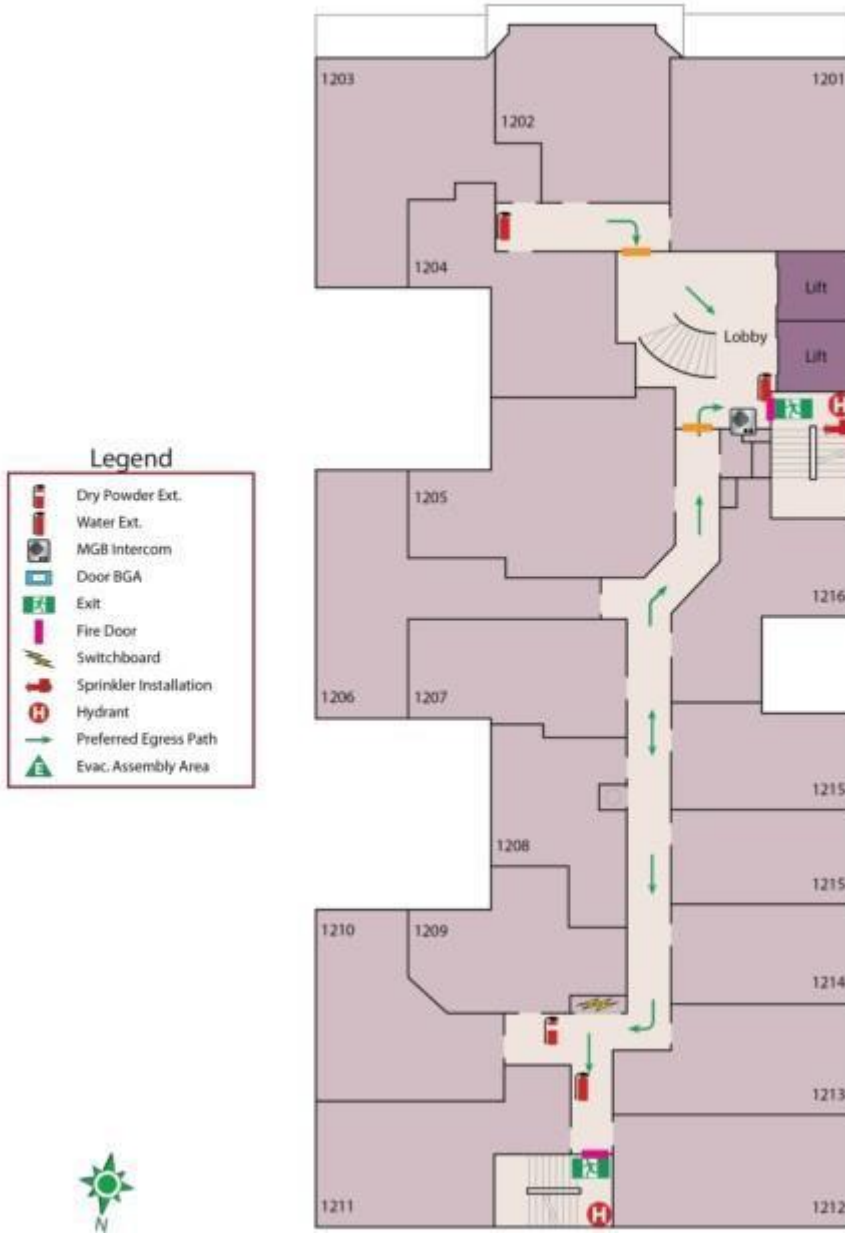 1203
1201
1202
1204
Lift
Lobby
Lift
H
Legend
Dry Powder Ext.
Water Ext.
MGB Intercom
Door BGA
Exit
Fire Door
Switchboard
Sprinkler Installation
H Hydrant
Preferred Egress Path
E Evac. Assembly Area
1205
1216
1206
1207
1215
1208
1215
1210
1209
1214
1213
1211
1212
H
N